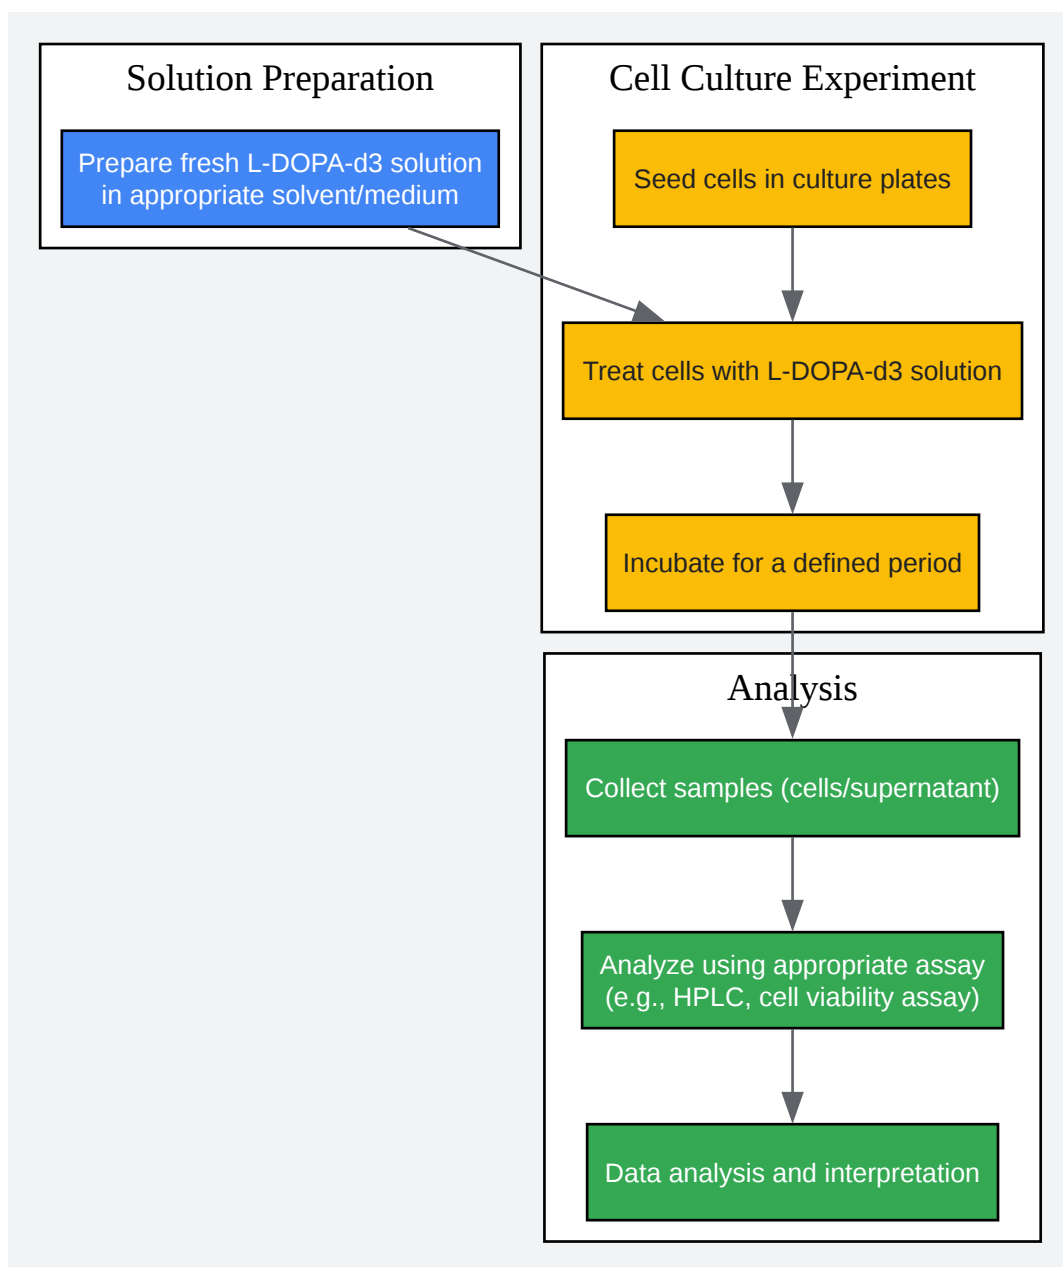 Solution Preparation
Prepare fresh L-DOPA-d3 solution
in appropriate solvent/medium
Cell Culture Experiment
Seed cells in culture plates
Treat cells with L-DOPA-d3 solution
Incubate for a defined period
Analysis
Collect samples (cells/supernatant)
Analyze using appropriate assay
(e.g., HPLC, cell viability assay)
Data analysis and interpretation